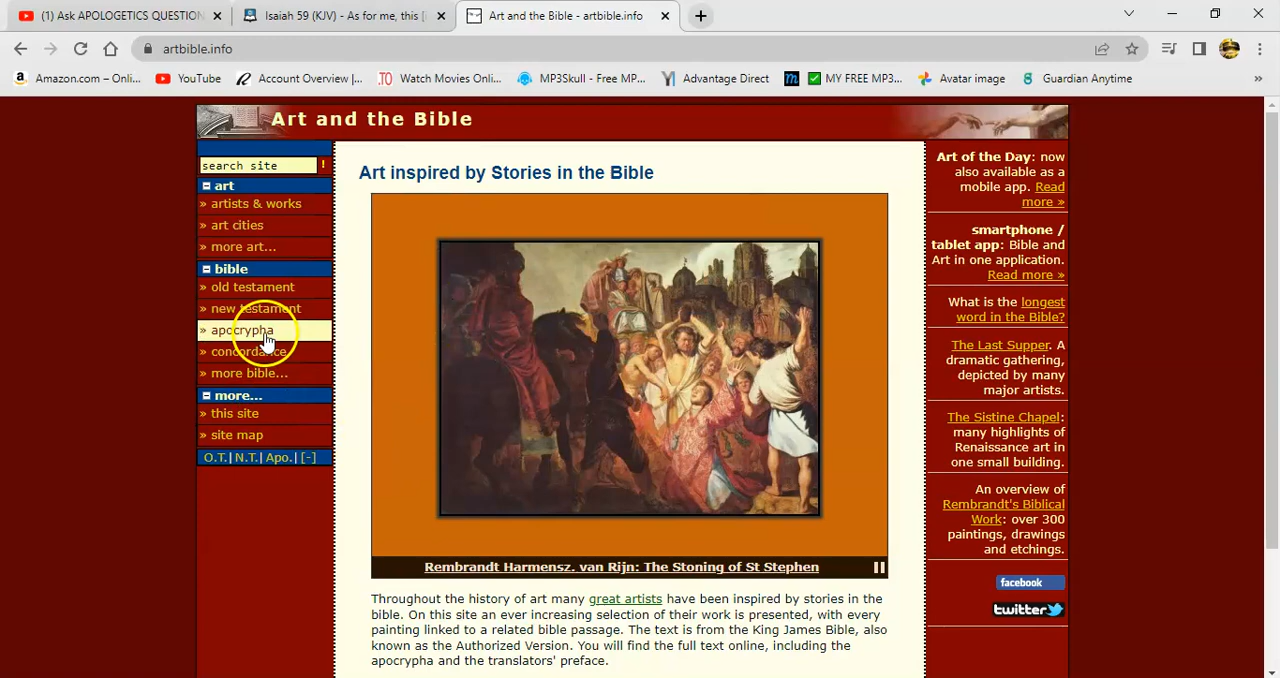 (1) Ask APOLOGETICS QUESTION
Isaiah 59 (KJV) - As for me, this [
Art and the Bible - artbible.info
artbible.info
Amazon.com – Onli...
YouTube
Account Overview |...
Watch Movies Onli...
MP3Skull - Free MP...
Advantage Direct
MY FREE MP3...
Avatar image
Guardian Anytime
»
Art and the Bible
search site !
art
» artists & works
» art cities
» more art...
bible
» old testament
» new testament
» apocrypha
» concordance
» more bible...
more...
» this site
» site map
O.T.| N.T.| Apo.| [-]
Art inspired by Stories in the Bible
Rembrandt Harmensz. van Rijn: The Stoning of St Stephen
Throughout the history of art many great artists have been inspired by stories in the
bible. On this site an ever increasing selection of their work is presented, with every
painting linked to a related bible passage. The text is from the King James Bible, also
known as the Authorized Version. You will find the full text online, including the
apocrypha and the translators' preface.
Art of the Day: now
also available as a
mobile app. Read
more »
smartphone /
tablet app: Bible and
Art in one application.
Read more »
What is the longest
word in the Bible?
The Last Supper. A
dramatic gathering,
depicted by many
major artists.
The Sistine Chapel:
many highlights of
Renaissance art in
one small building.
An overview of
Rembrandt's Biblical
Work: over 300
paintings, drawings
and etchings.
facebook
twitter